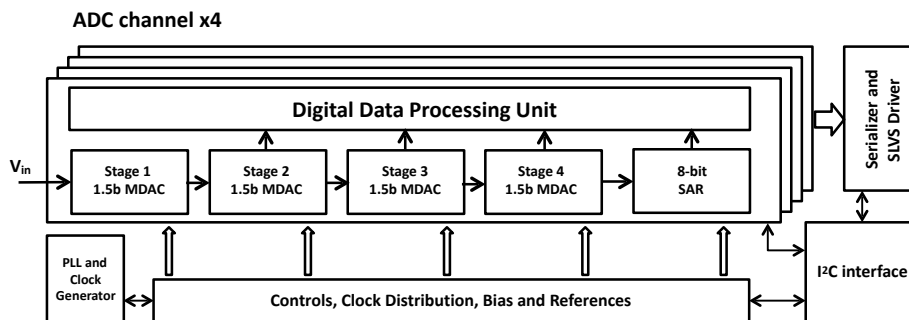 ADC channel x4
Digital Data Processing Unit
Serializer and
SLVS Driver
Vin
Stage 1
1.5b MDAC
Stage 2
1.5b MDAC
Stage 3
1.5b MDAC
Stage 4
1.5b MDAC
8-bit
SAR
PLL and
Clock
Generator
Controls, Clock Distribution, Bias and References
I²C interface